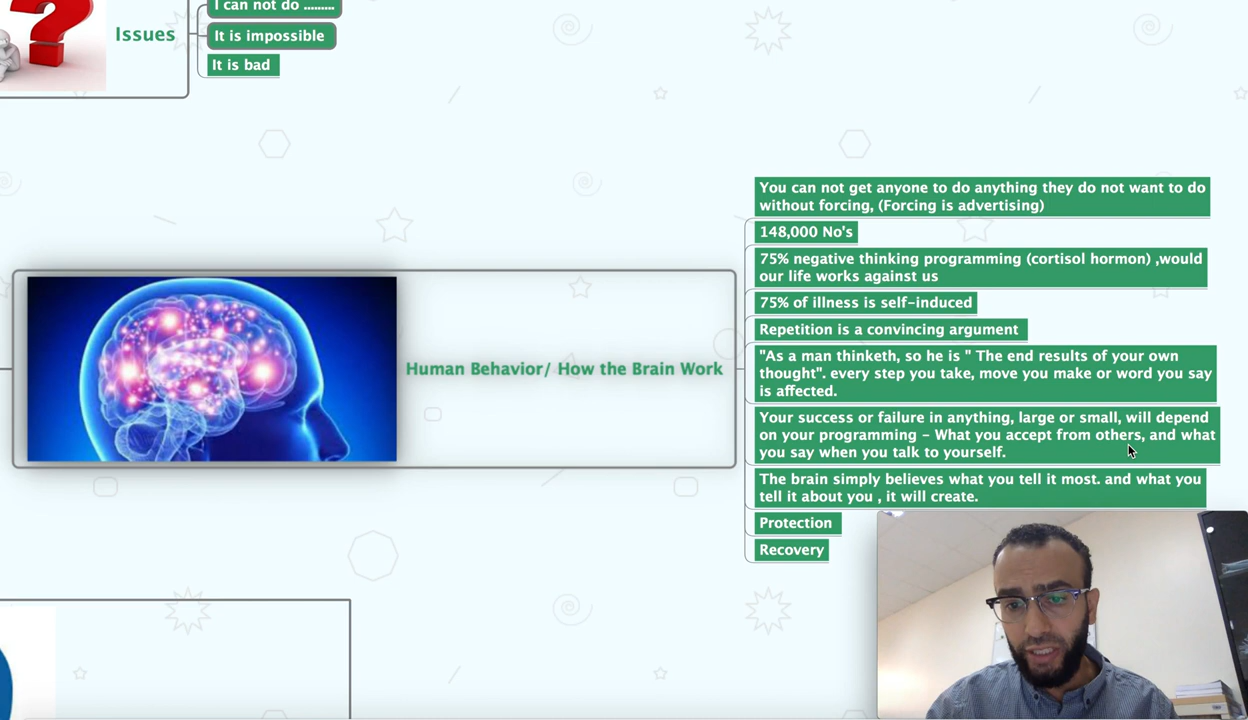 I can not do .........
Issues
It is impossible
It is bad
You can not get anyone to do anything they do not want to do
without forcing, (Forcing is advertising)
148,000 No's
75% negative thinking programming (cortisol hormon) ,would
our life works against us
75% of illness is self-induced
Repetition is a convincing argument
"As a man thinketh, so he is " The end results of your own
thought". every step you take, move you make or word you say
is affected.
Human Behavior/ How the Brain Work
Your success or failure in anything, large or small, will depend
on your programming - What you accept from others, and what
you say when you talk to yourself.
The brain simply believes what you tell it most. and what you
tell it about you , it will create.
Protection
Recovery